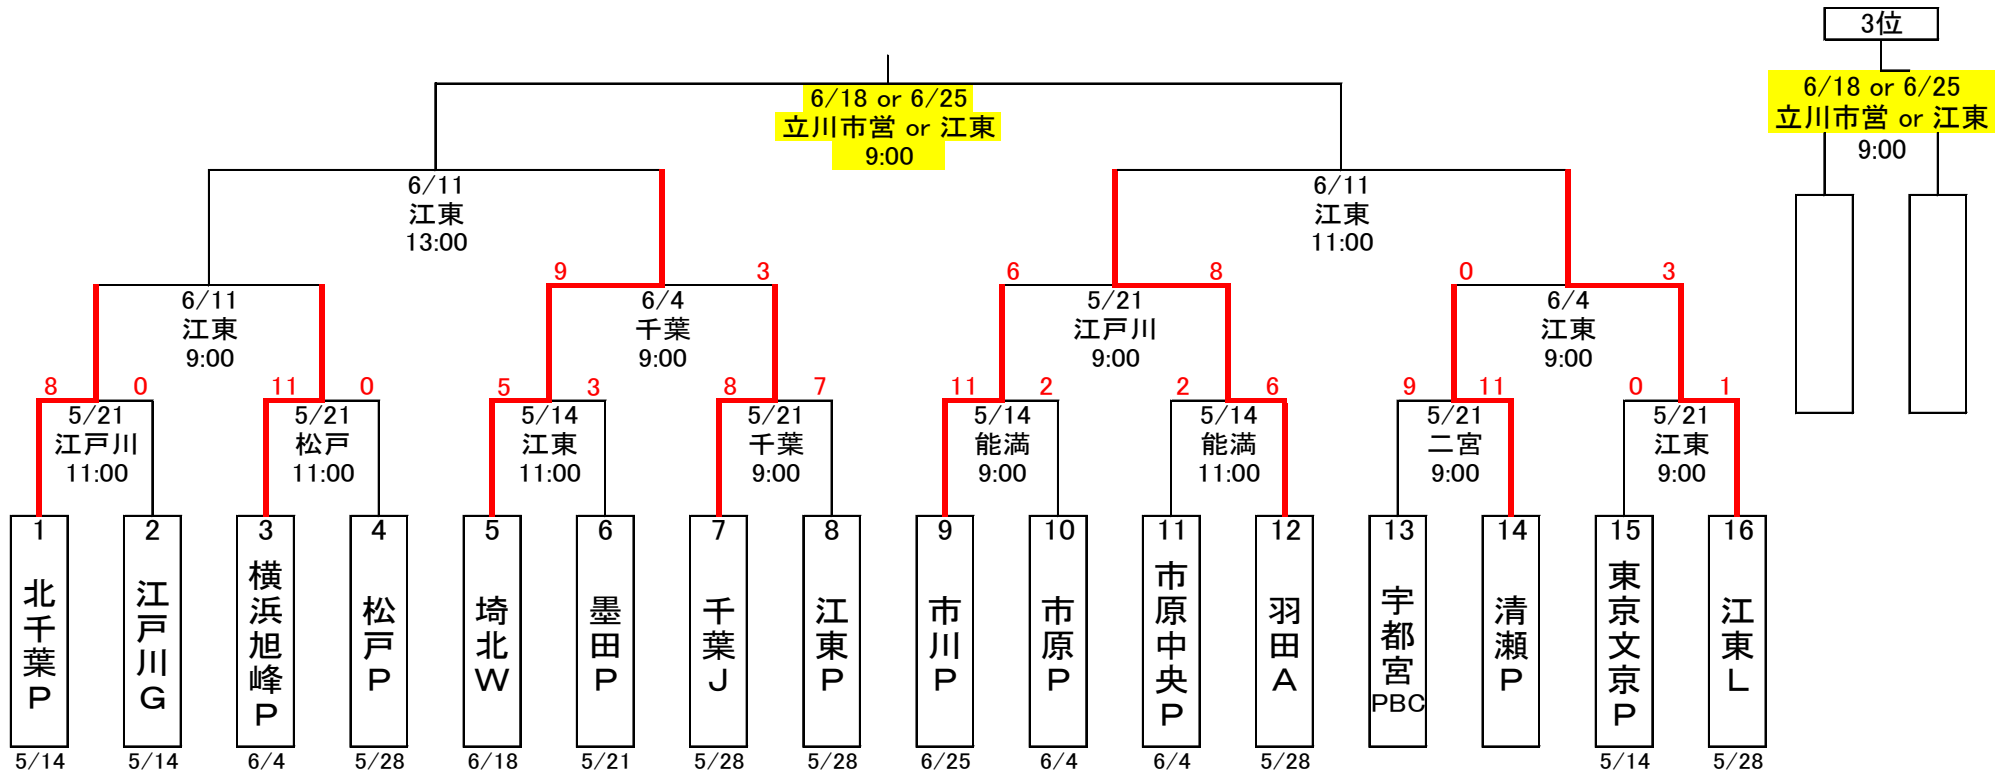 3位
6/18 or 6/25
立川市営 or 江東
9:00
6/18 or 6/25
立川市営 or 江東
9:00
6/11
江東
13:00
6/11
江東
11:00
9 3 6 8 0 3
6/11
江東
9:00
6/4
千葉
9:00
5/21
江戸川
9:00
6/4
江東
9:00
8 0 11 0 5 3 8 7 11 2 2 6 9 11 0 1
5/21
江戸川
11:00
5/21
松戸
11:00
5/14
江東
11:00
5/21
千葉
9:00
5/14
能満
9:00
5/14
能満
11:00
5/21
二宮
9:00
5/21
江東
9:00
1
北千葉P
5/14
2
江戸川G
5/14
3
横浜旭峰P
6/4
4
松戸P
5/28
5
埼北W
6/18
6
墨田P
5/21
7
千葉J
5/28
8
江東P
5/28
9
市川P
6/25
10
市原P
6/4
11
市原中央P
6/4
12
羽田A
5/28
13
宇都宮
PBC
14
清瀬P
15
東京文京P
5/14
16
江東L
5/28